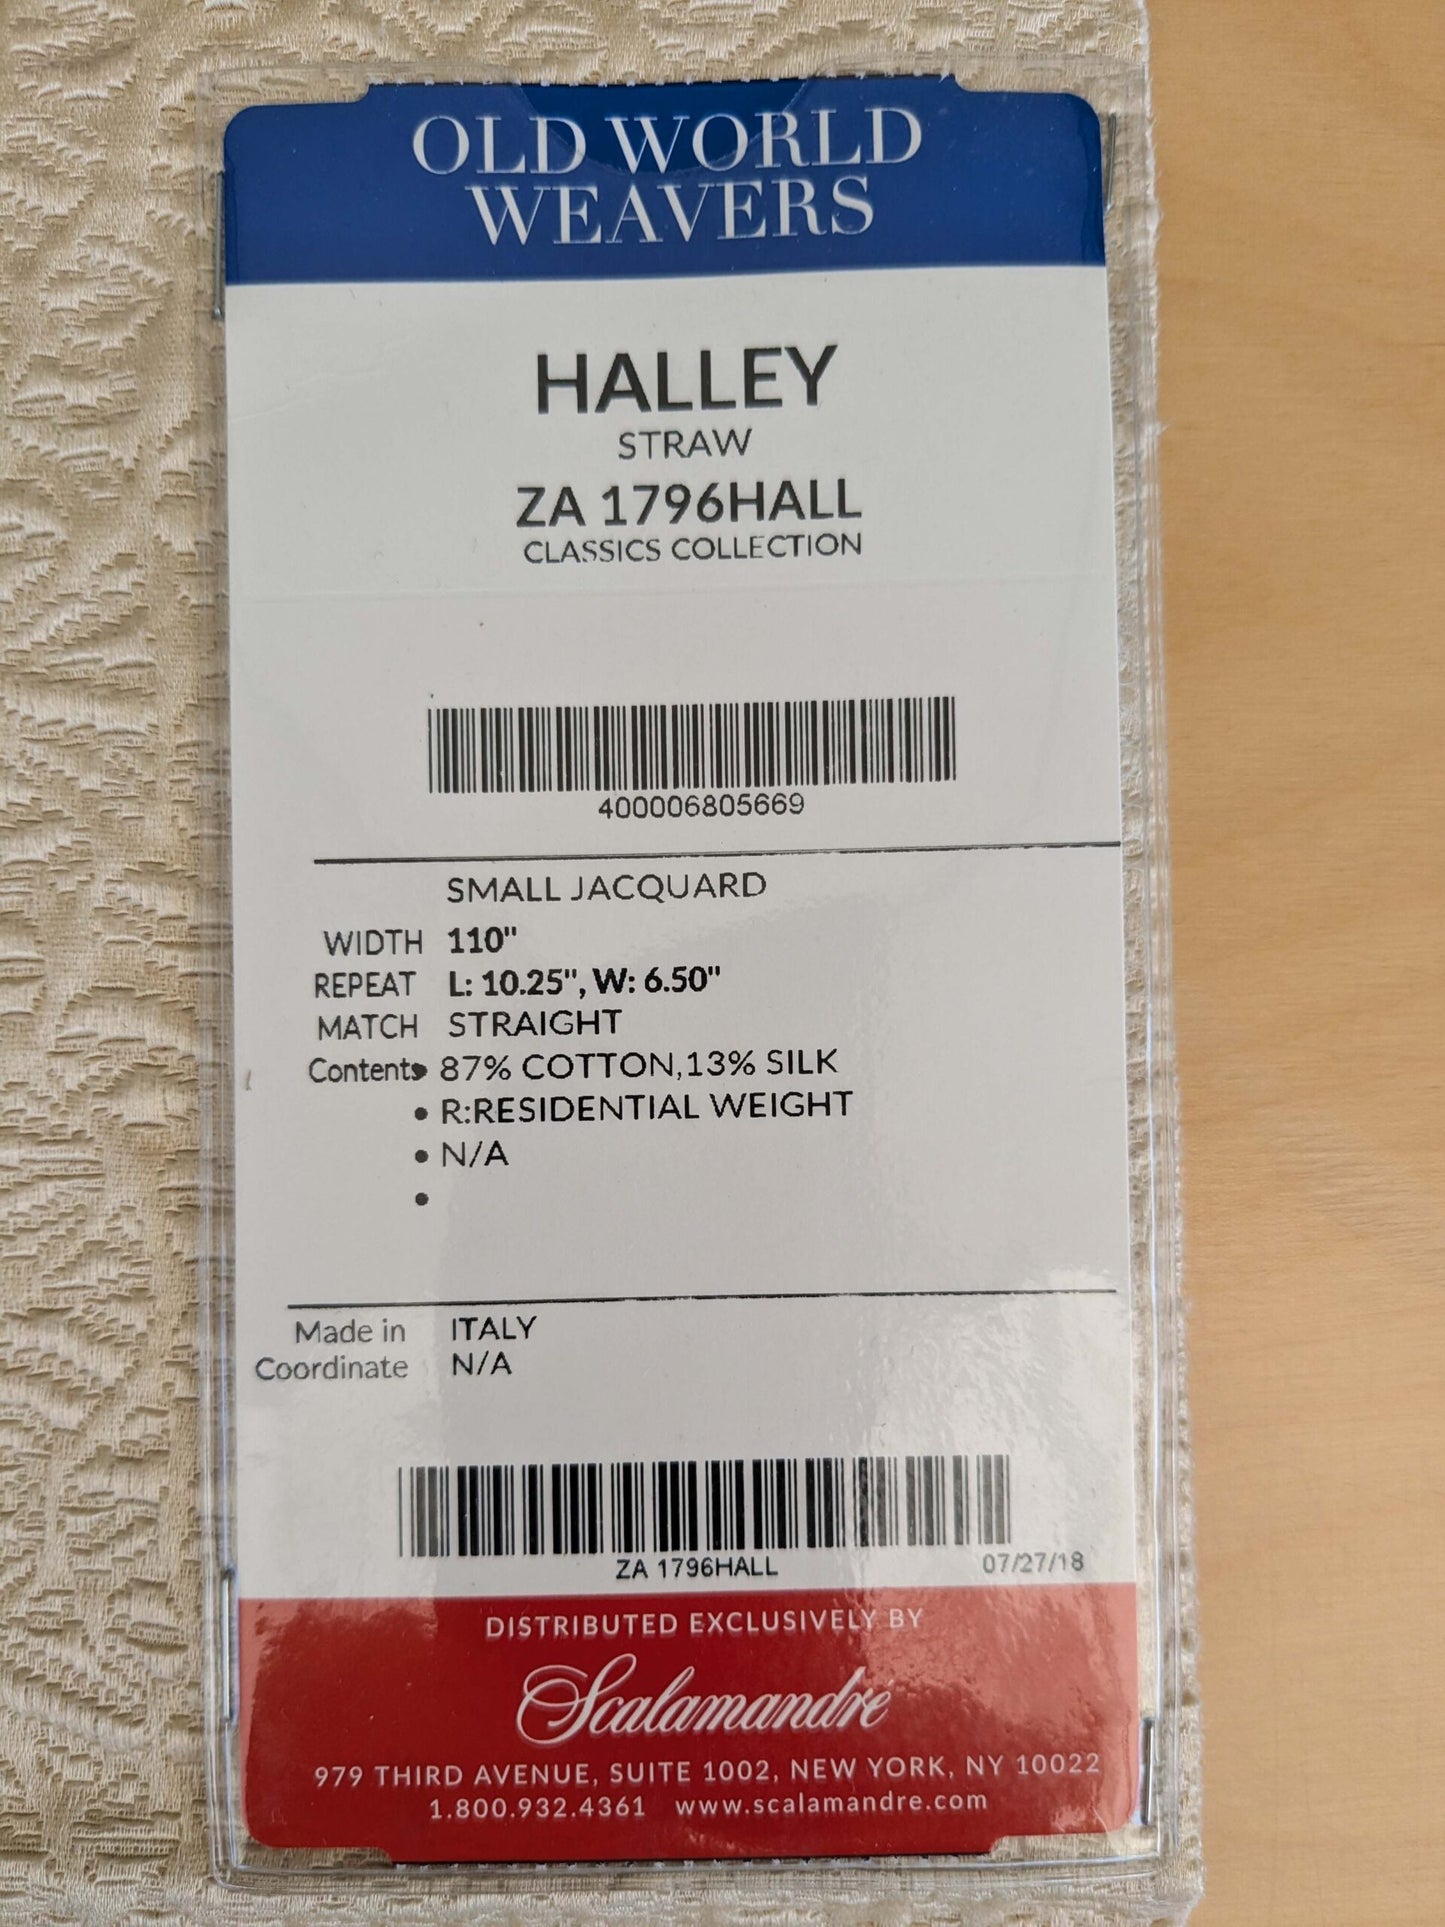 OLD WORLD
WEAVERS
HALLEY
STRAW
ZA 1796HALL
CLASSICS COLLECTION
400006805669
SMALL JACQUARD
WIDTH 110"
REPEAT L: 10.25", W: 6.50"
MATCH STRAIGHT
Contents • 87% COTTON,13% SILK
• R:RESIDENTIAL WEIGHT
• N/A
•
Made in ITALY
Coordinate N/A
ZA 1796HALL 07/27/18
DISTRIBUTED EXCLUSIVELY BY
Scalamandré
979 THIRD AVENUE, SUITE 1002, NEW YORK, NY 10022
1.800.932.4361 www.scalamandre.com